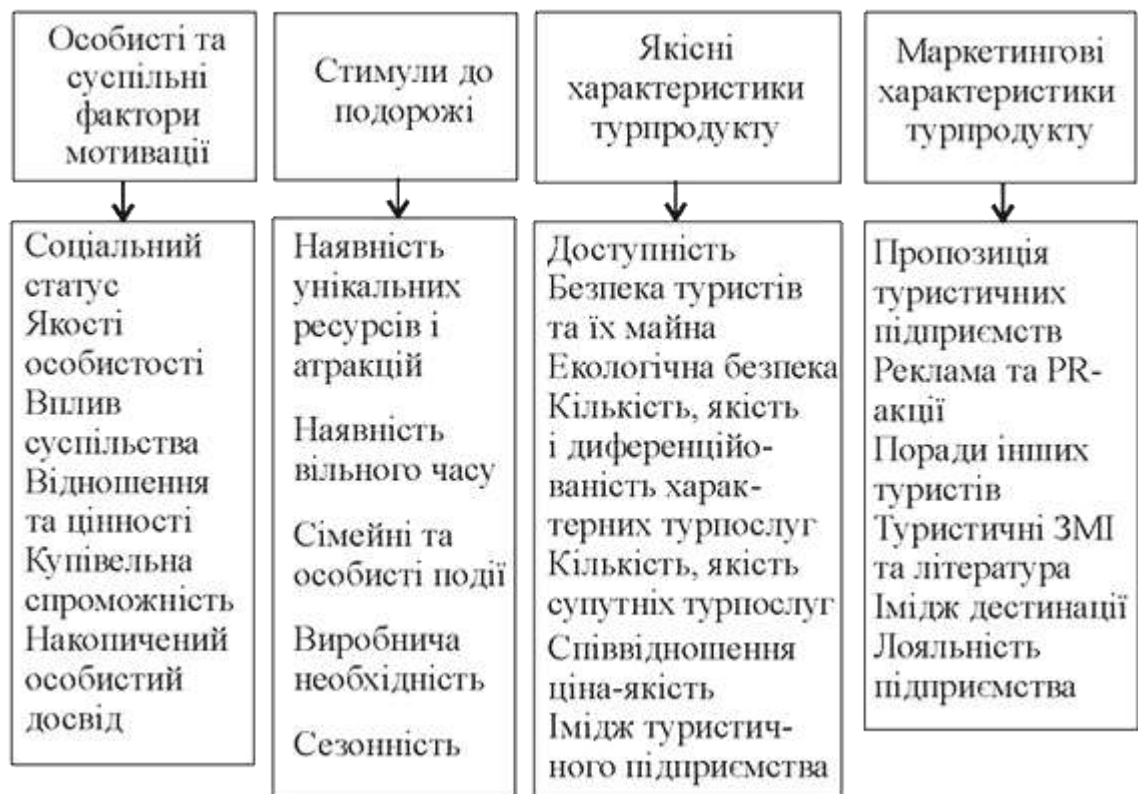 Особисті та
суспільні
фактори
мотивації
Стимули до
подорожі
Якісні
характеристики
турпродукту
Маркетингові
характеристики
турпродукту
Соціальний
статус
Якості
особистості
Вплив
суспільства
Відношення
та цінності
Купівельна
спроможність
Накопичений
особистий
досвід
Наявність
унікальних
ресурсів і
атракцій
Наявність
вільного часу
Сімейні та
особисті події
Виробнича
необхідність
Сезонність
Доступність
Безпека туристів
та їх майна
Екологічна безпека
Кількість, якість
і диференційо-
ваність харак-
терних турпослуг
Кількість, якість
супутніх турпослуг
Співвідношення
ціна-якість
Імідж туристич-
ного підприємства
Пропозиція
туристичних
підприємств
Реклама та PR-
акції
Поради інших
туристів
Туристичні ЗМІ
та література
Імідж дестинації
Лояльність
підприємства